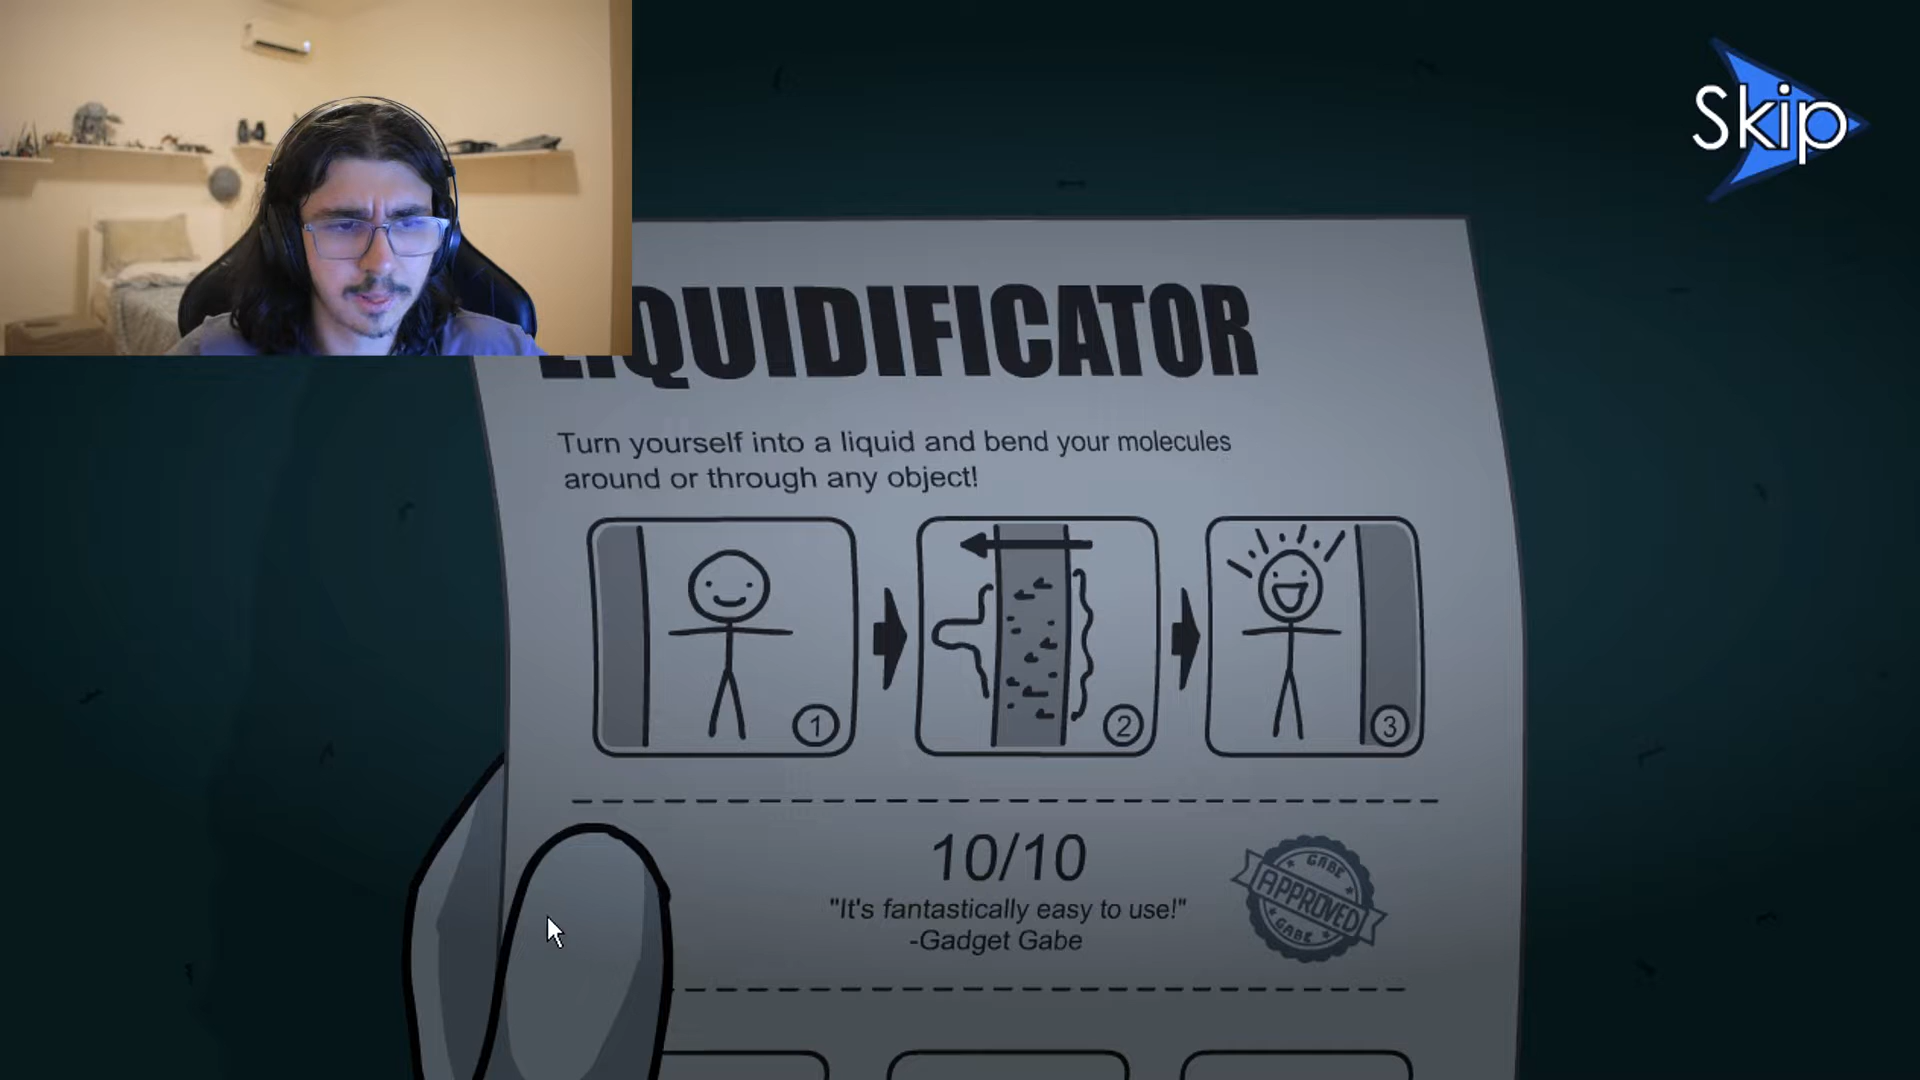 Skip
LIQUIDIFICATOR
Turn yourself into a liquid and bend your molecules
around or through any object!
1
2
3
10/10
"It's fantastically easy to use!"
-Gadget Gabe
GABE
APPROVED
GABE